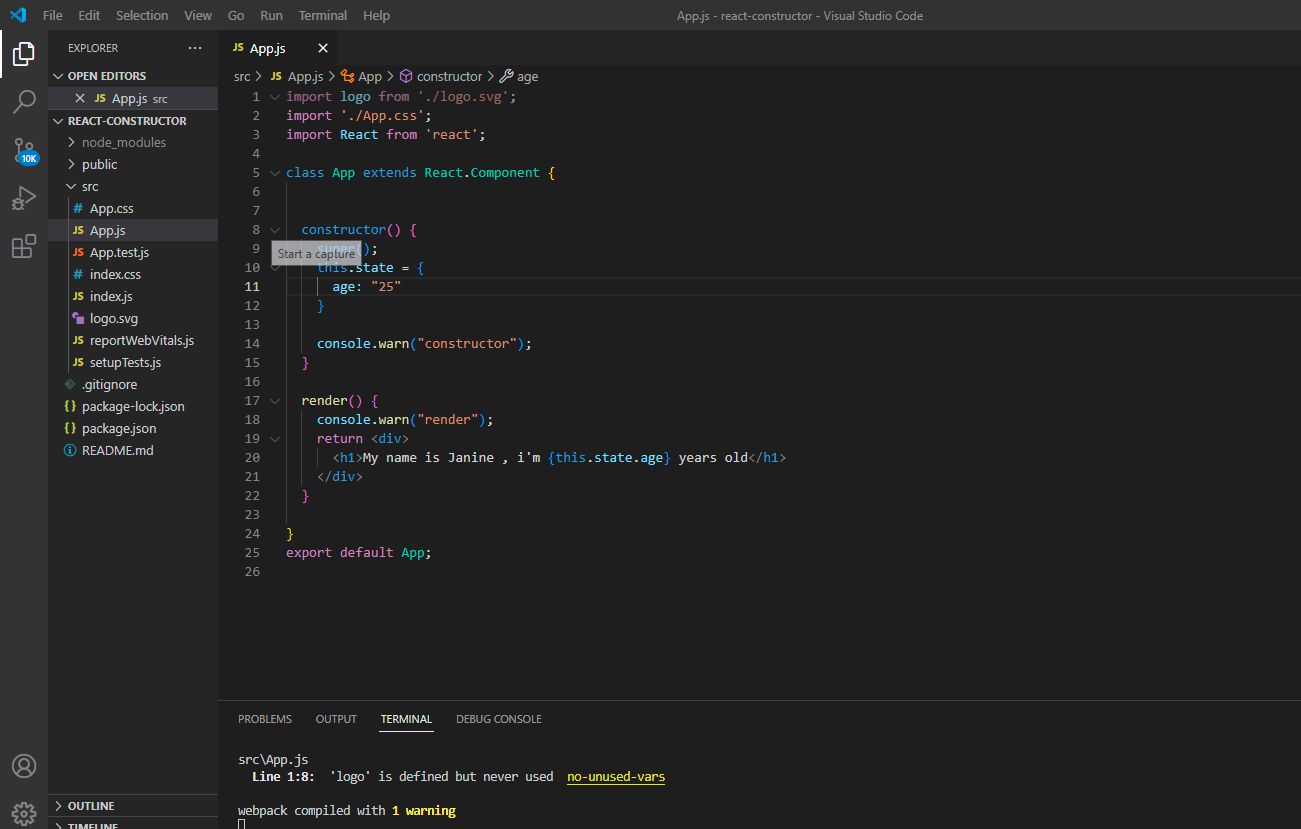 File Edit Selection View Go Run Terminal Help
App.js - react-constructor - Visual Studio Code
EXPLORER ···
OPEN EDITORS
JS App.js src
REACT-CONSTRUCTOR
node_modules
public
src
# App.css
JS App.js
JS App.test.js
# index.css
JS index.js
logo.svg
JS reportWebVitals.js
JS setupTests.js
.gitignore
{} package-lock.json
{} package.json
README.md
OUTLINE
TIMELINE
10K
JS App.js
src > JS App.js > App > constructor > age
1 import logo from './logo.svg';
2 import './App.css';
3 import React from 'react';
4
5 class App extends React.Component {
6
7
8 constructor() {
9 super();
Start a capture
10 this.state = {
11 age: "25"
12 }
13
14 console.warn("constructor");
15 }
16
17 render() {
18 console.warn("render");
19 return <div>
20 <h1>My name is Janine , i'm {this.state.age} years old</h1>
21 </div>
22 }
23
24 }
25 export default App;
26
PROBLEMS OUTPUT TERMINAL DEBUG CONSOLE
src\App.js
Line 1:8: 'logo' is defined but never used no-unused-vars
webpack compiled with 1 warning